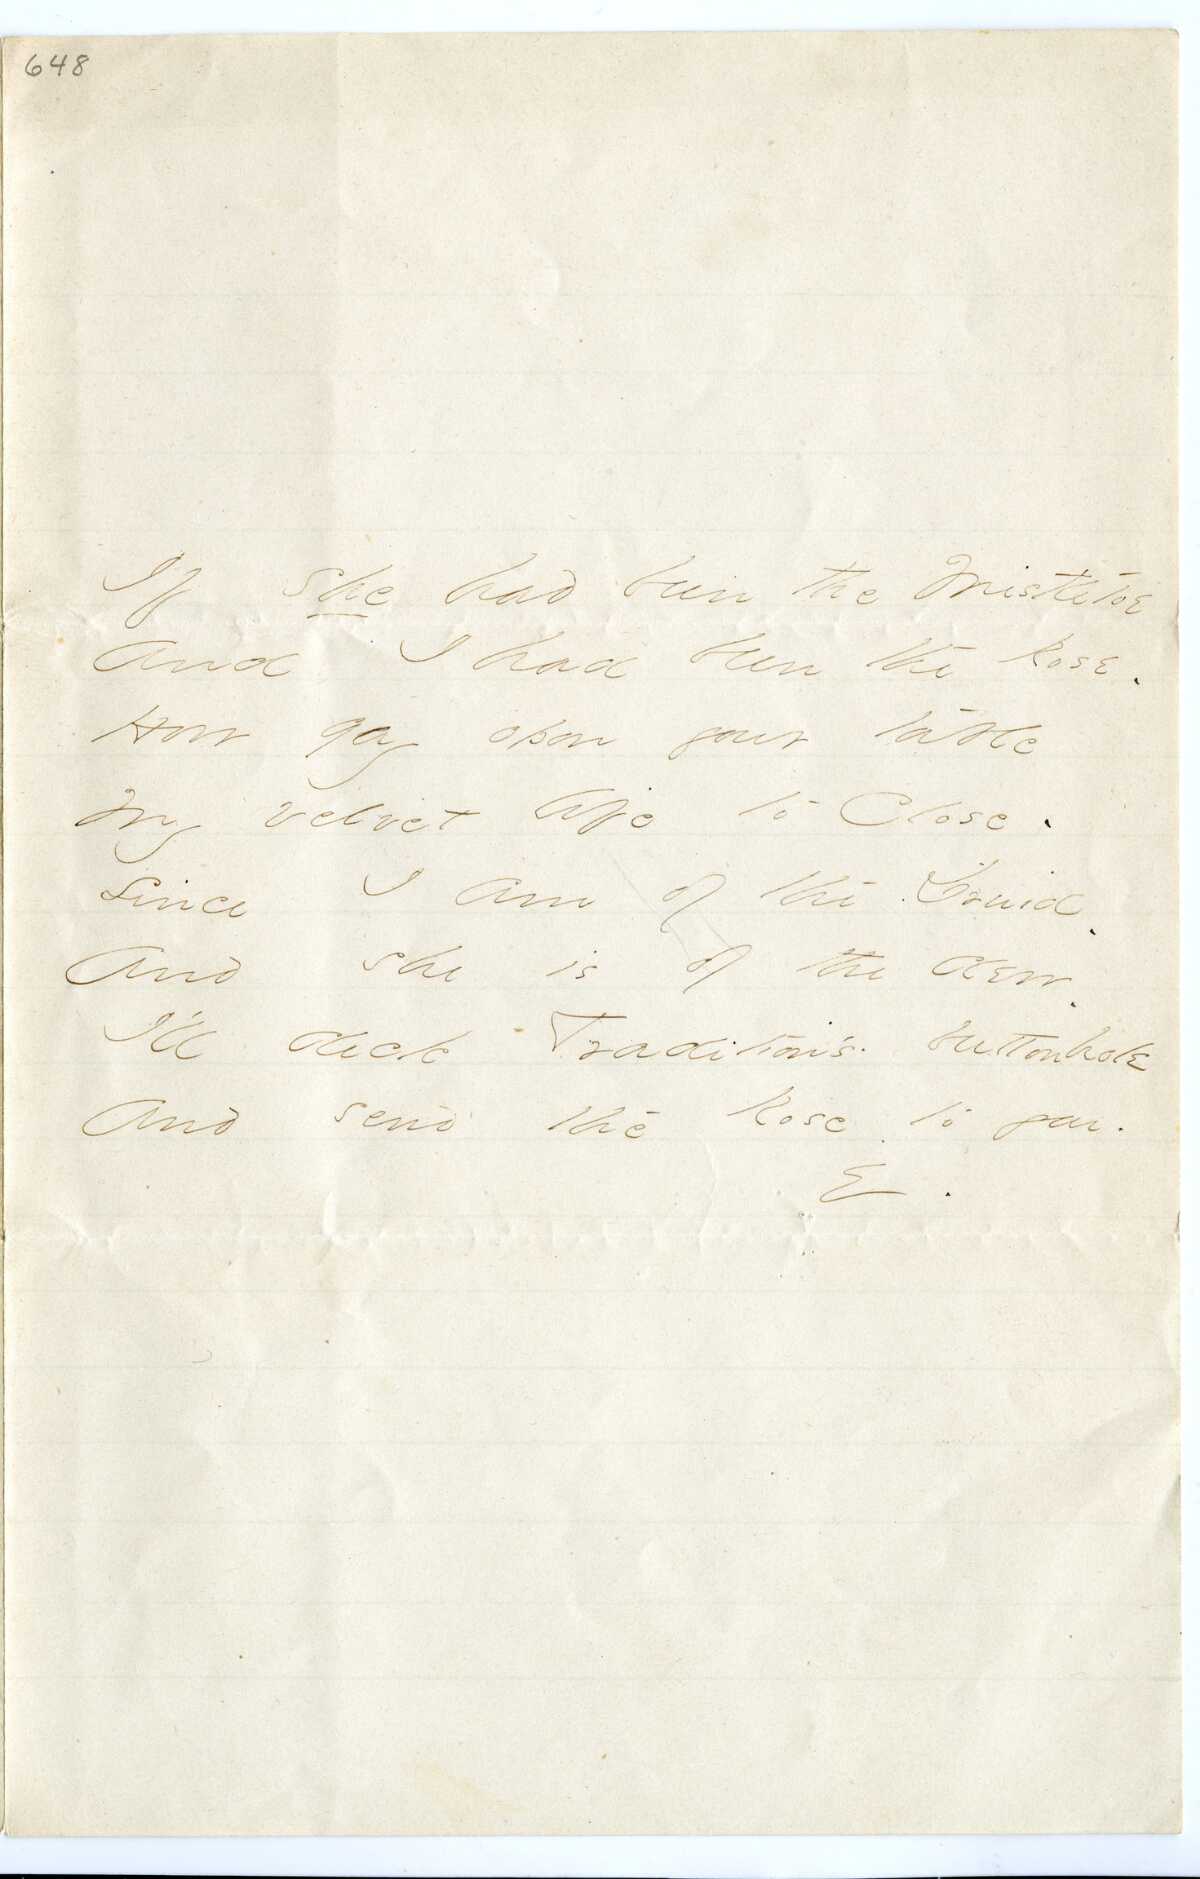 648
If she had been the Mistletoe
And I had been the Rose.
How gay upon your table
My velvet life to Close.
Since I am of the Druid.
And she is of the dew.
I'll deck Tradition's buttonhole
And send the Rose to you.
E.